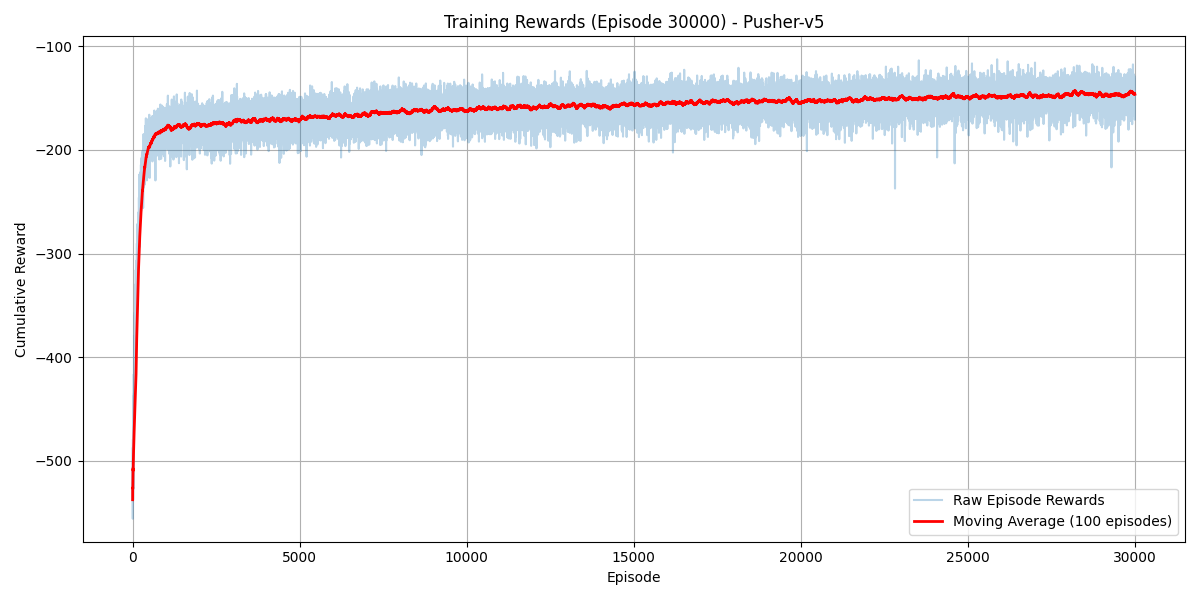 Training Rewards (Episode 30000) - Pusher-v5
Cumulative Reward
−100
−200
−300
−400
−500
0
5000
10000
15000
20000
25000
30000
Episode
Raw Episode Rewards
Moving Average (100 episodes)